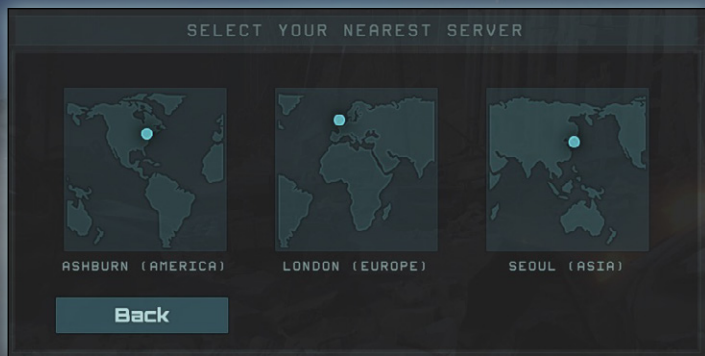 SELECT YOUR NEAREST SERVER
ASHBURN (AMERICA)
LONDON (EUROPE)
SEOUL (ASIA)
Back